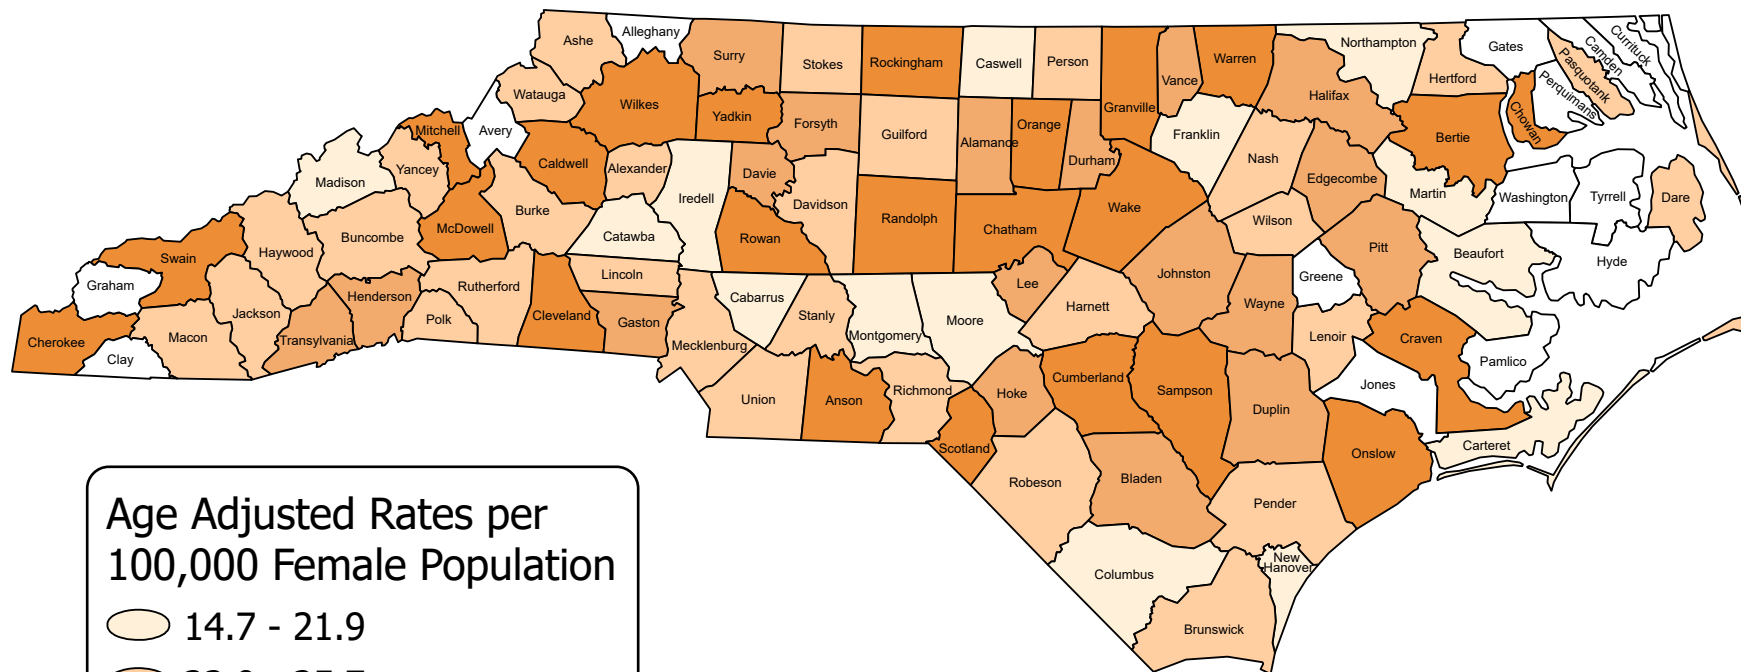 Alleghany
Ashe
Surry
Stokes
Rockingham
Caswell
Person
Granville
Vance
Warren
Northampton
Gates
Currituck
Camden
Pasquotank
Perquimans
Chowan
Hertford
Halifax
Bertie
Watauga
Wilkes
Yadkin
Forsyth
Guilford
Alamance
Orange
Durham
Franklin
Nash
Edgecombe
Martin
Washington
Tyrrell
Dare
Mitchell
Avery
Caldwell
Alexander
Iredell
Davie
Davidson
Randolph
Chatham
Wake
Wilson
Pitt
Beaufort
Hyde
Madison
Yancey
McDowell
Burke
Catawba
Rowan
Lee
Johnston
Wayne
Greene
Swain
Haywood
Buncombe
Rutherford
Lincoln
Cabarrus
Stanly
Montgomery
Moore
Harnett
Lenoir
Craven
Pamlico
Graham
Jackson
Henderson
Polk
Cleveland
Gaston
Mecklenburg
Cherokee
Clay
Macon
Transylvania
Union
Anson
Richmond
Scotland
Hoke
Cumberland
Sampson
Duplin
Jones
Onslow
Carteret
Robeson
Bladen
Pender
Columbus
New
Hanover
Brunswick
Age Adjusted Rates per
100,000 Female Population
14.7 - 21.9